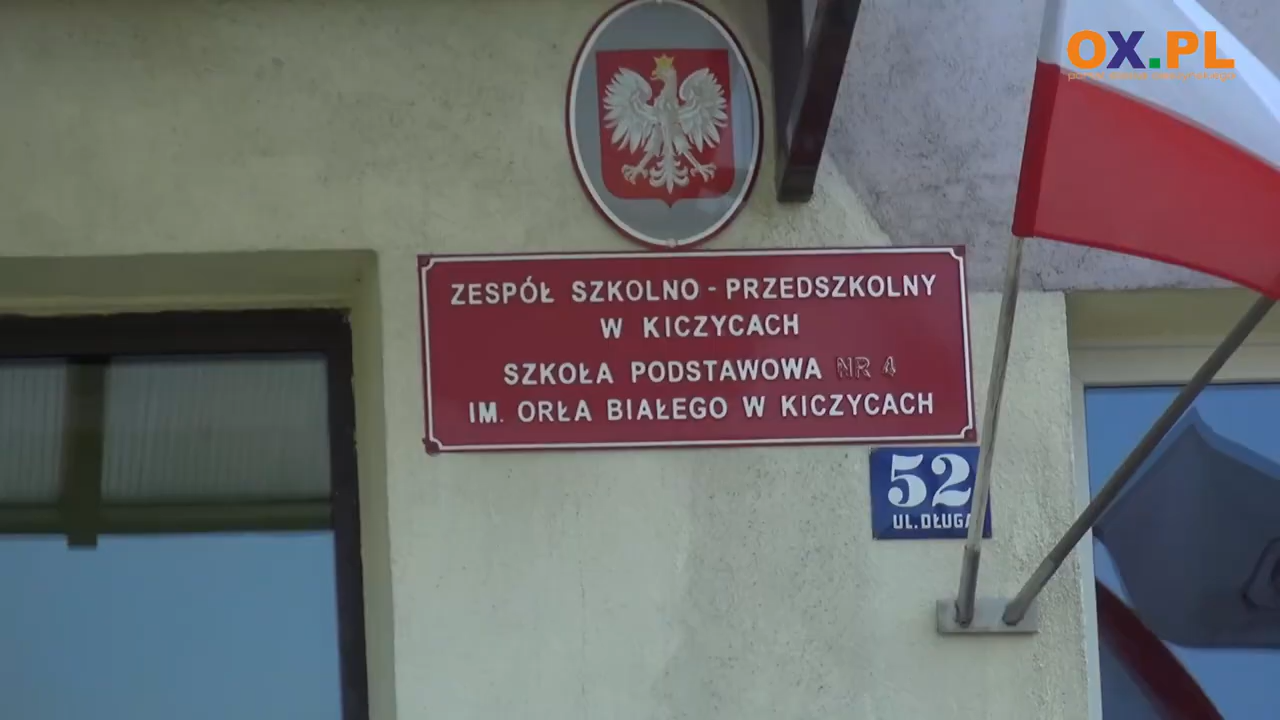 OX.PL
ZESPÓŁ SZKOLNO - PRZEDSZKOLNY
W KICZYCACH
SZKOŁA PODSTAWOWA NR 4
IM. ORŁA BIAŁEGO W KICZYCACH
52
UL. DŁUGA